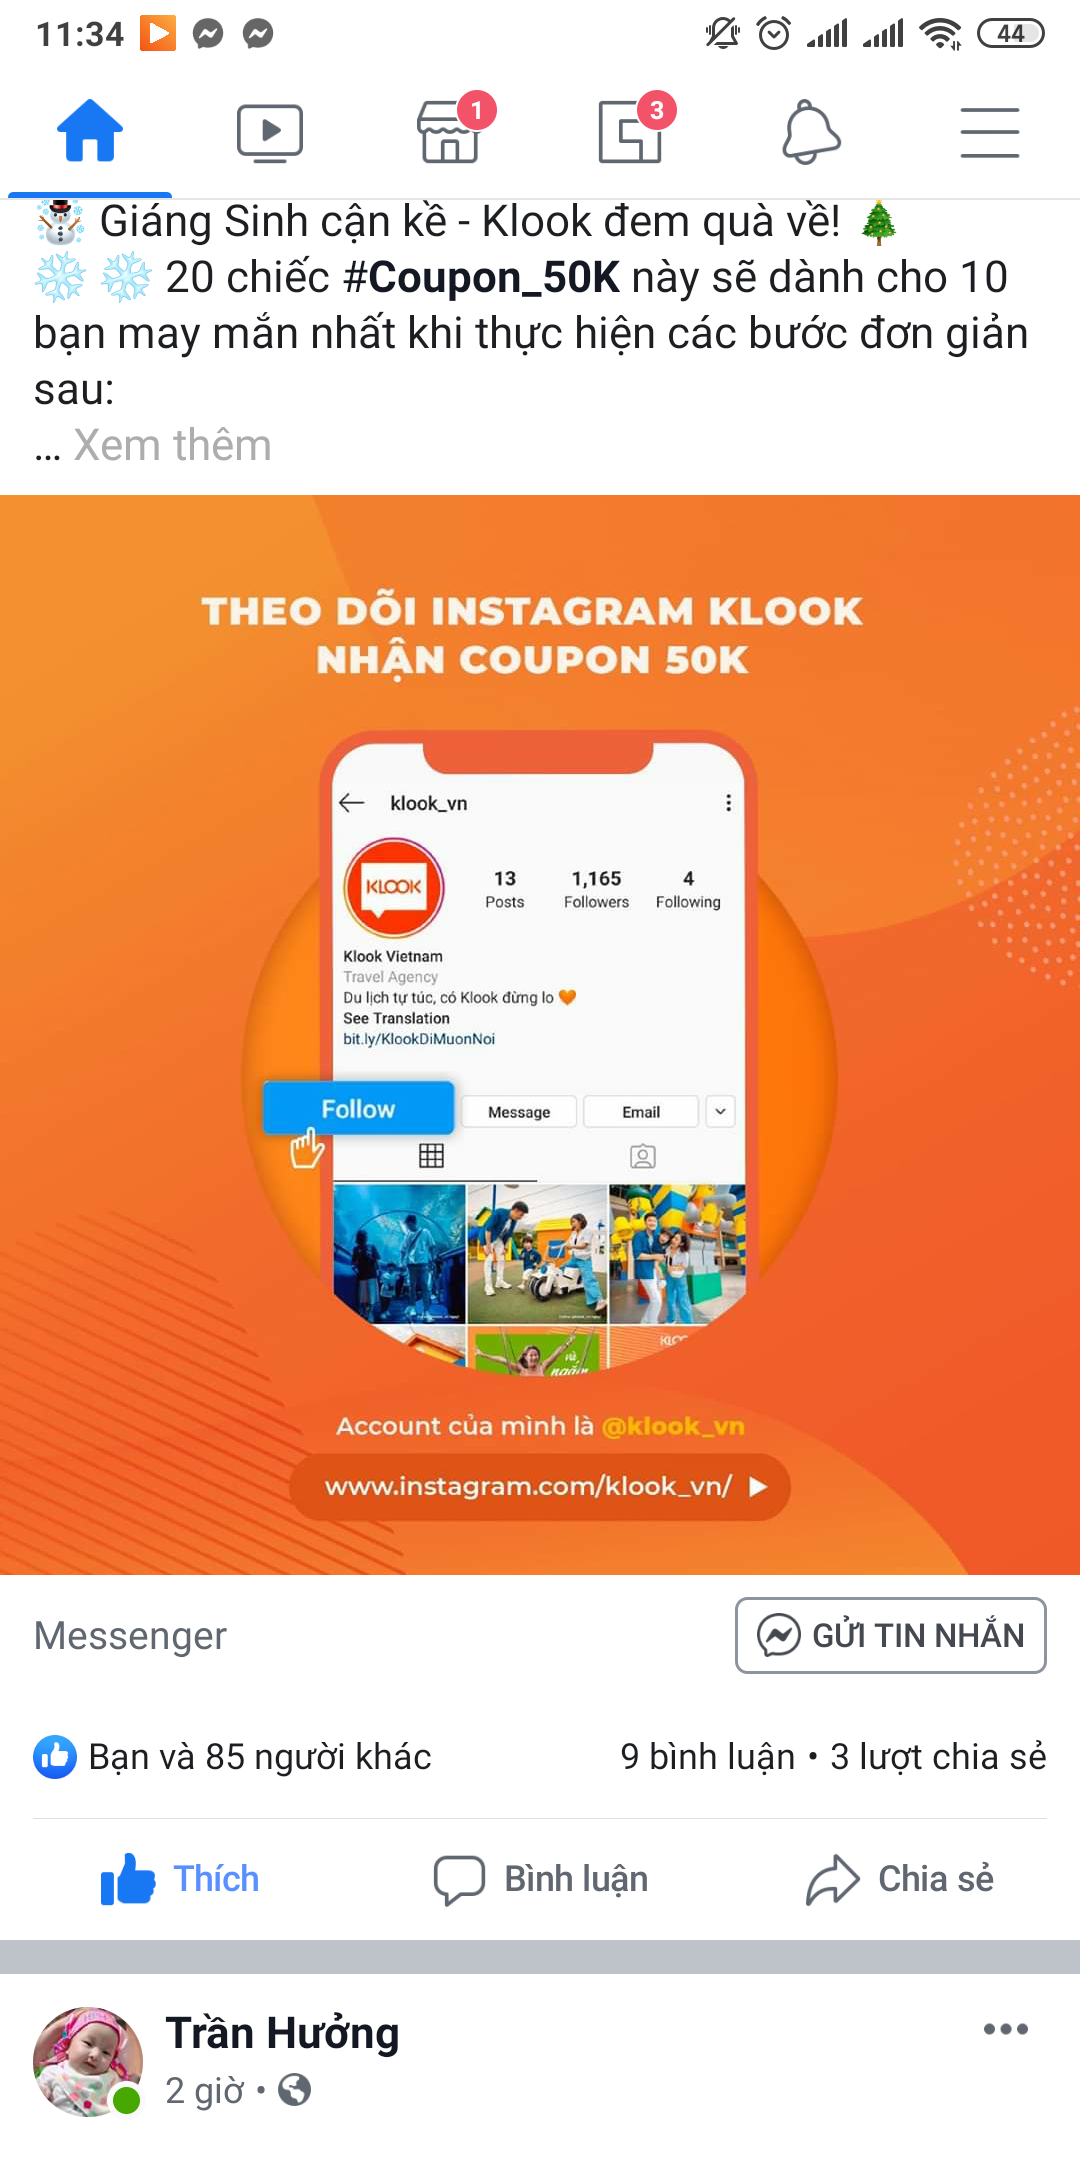 11:34
44
1
3
Giáng Sinh cận kề - Klook đem quà về!
20 chiếc #Coupon_50K này sẽ dành cho 10
bạn may mắn nhất khi thực hiện các bước đơn giản
sau:
... Xem thêm
THEO DÕI INSTAGRAM KLOOK
NHẬN COUPON 50K
klook_vn
KLOOK
13
1,165
4
Posts
Followers
Following
Klook Vietnam
Travel Agency
Du lịch tự túc, có Klook đừng lo
See Translation
bit.ly/KlookDiMuonNoi
Follow
Message
Email
Account của mình là @klook_vn
www.instagram.com/klook_vn/
Messenger
GỬI TIN NHẮN
Bạn và 85 người khác
9 bình luận • 3 lượt chia sẻ
Thích
Bình luận
Chia sẻ
Trần Hưởng
2 giờ •